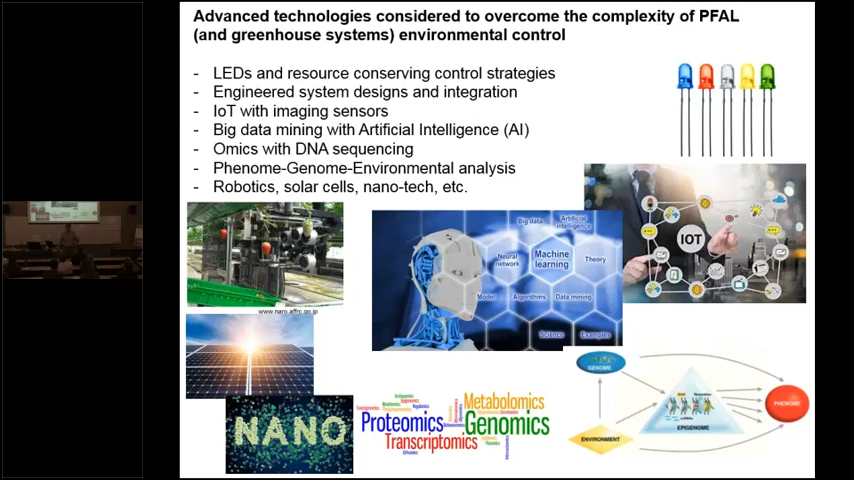 Advanced technologies considered to overcome the complexity of PFAL
(and greenhouse systems) environmental control
- LEDs and resource conserving control strategies
- Engineered system designs and integration
- IoT with imaging sensors
- Big data mining with Artificial Intelligence (AI)
- Omics with DNA sequencing
- Phenome-Genome-Environmental analysis
- Robotics, solar cells, nano-tech, etc.
www.naro.affrc.go.jp
Big data
Artificial
Intelligence
Neural
network
Machine
learning
Theory
Model
Algorithms
Data mining
Science
Examples
IOT
NANO
Metabolomics
Proteomics
Genomics
Transcriptomics
GENOME
PHENOME
EPIGENOME
ENVIRONMENT